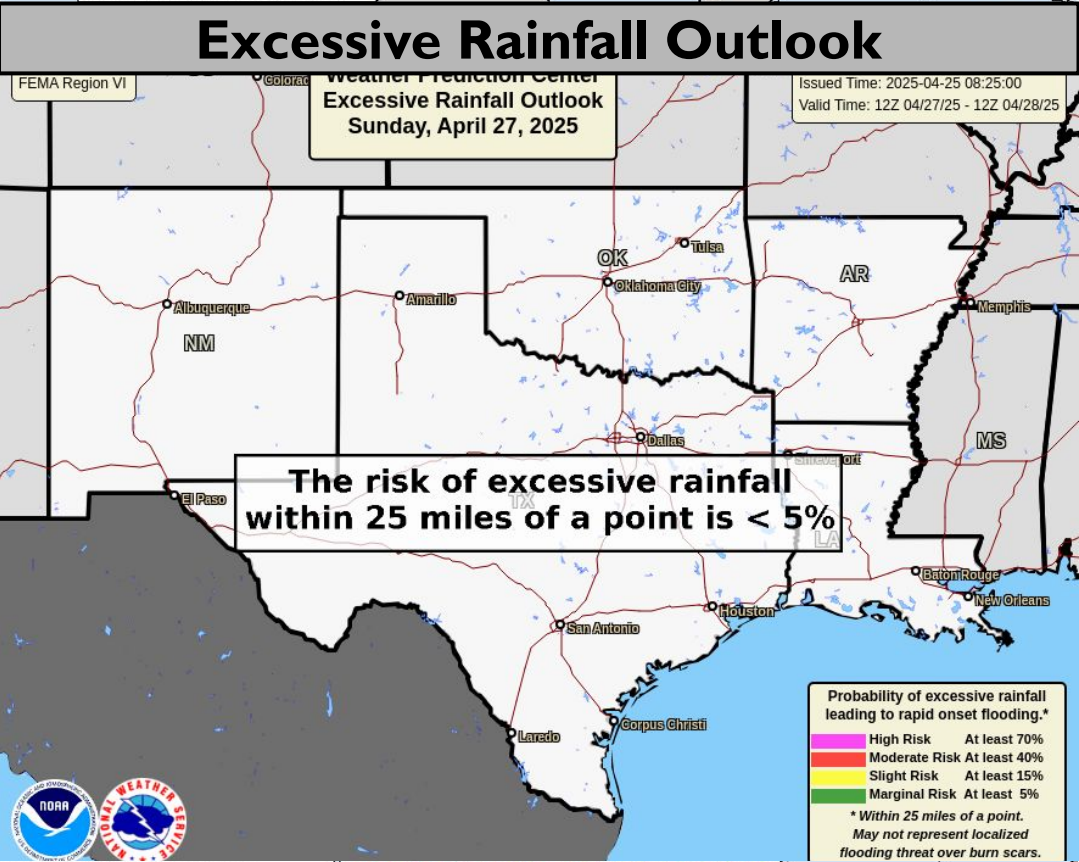 Excessive Rainfall Outlook
FEMA Region VI
Weather Prediction Center
Excessive Rainfall Outlook
Sunday, April 27, 2025
Issued Time: 2025-04-25 08:25:00
Valid Time: 12Z 04/27/25 - 12Z 04/28/25
Colorad
Tulsa
OK
Oklahoma City
AR
Albuquerque
Amarillo
Memphis
NM
Dallas
MS
Shreveport
The risk of excessive rainfall
within 25 miles of a point is < 5%
El Paso
TX
LA
Baton Rouge
New Orleans
Houston
San Antonio
Corpus Christi
Laredo
Probability of excessive rainfall
leading to rapid onset flooding.*
High Risk At least 70%
Moderate Risk At least 40%
Slight Risk At least 15%
Marginal Risk At least 5%
* Within 25 miles of a point.
May not represent localized
flooding threat over burn scars.
NOAA
NATIONAL WEATHER SERVICE